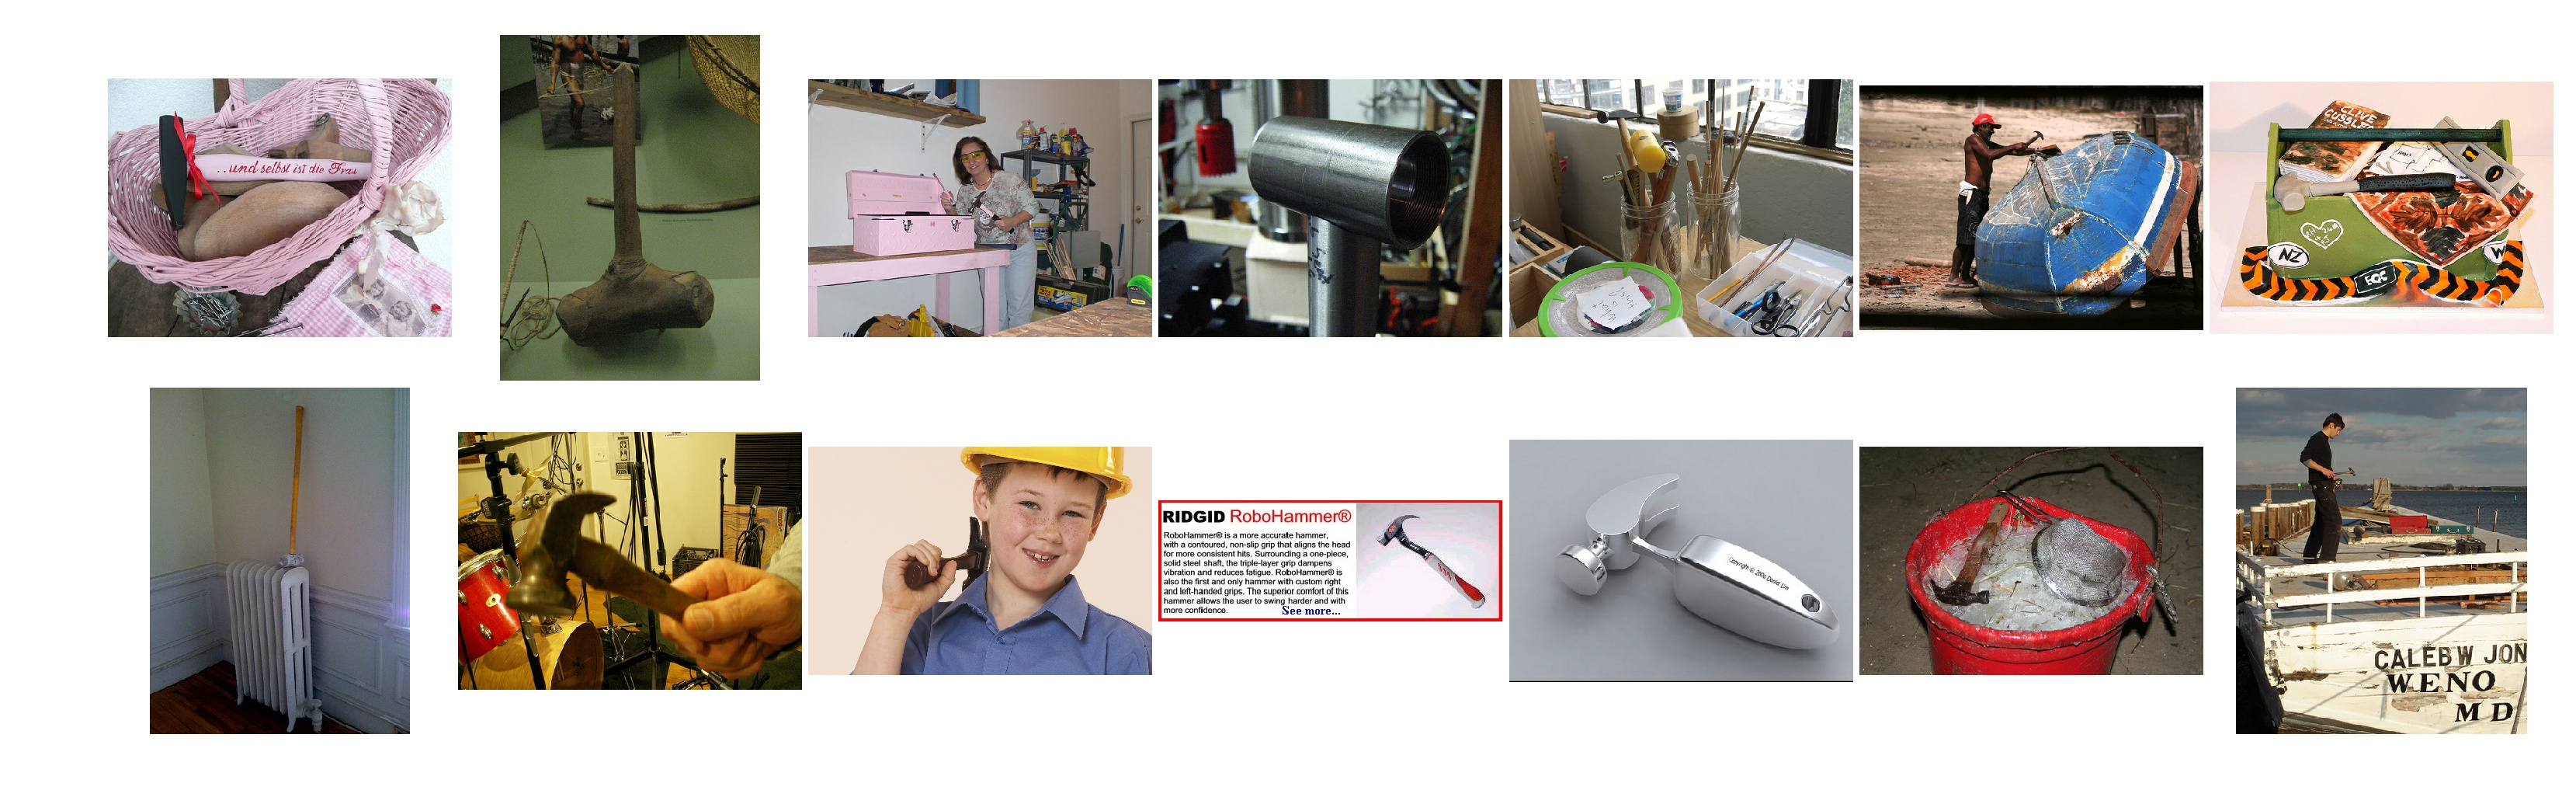 ..und selbst ist die Frau
CLIVE
CUSSLE
NZ
EQC
W
RIDGID RoboHammer®
RoboHammer® is a more accurate hammer,
with a contoured, non-slip grip that aligns the head
for more consistent hits. Surrounding a one-piece,
solid steel shaft, the triple-layer grip dampens
vibration and reduces fatigue. RoboHammer® is
also the first and only hammer with custom right
and left-handed grips. The superior comfort of this
hammer allows the user to swing harder and with
more confidence.
See more...
CALEB W JON
WENO
MD